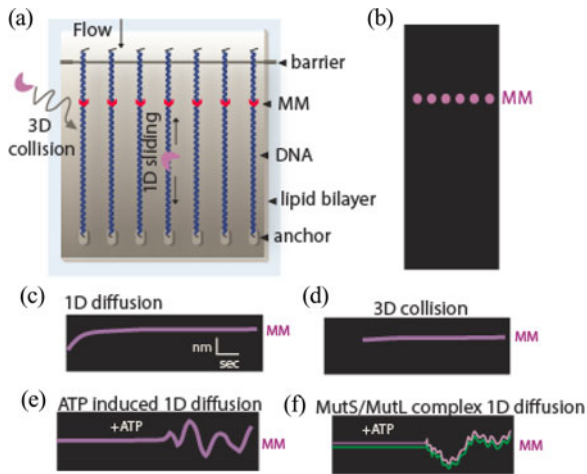 (a)
Flow
barrier
MM
3D
collision
1D sliding
DNA
lipid bilayer
anchor
(b)
MM
(c)
1D diffusion
MM
nm
sec
(d)
3D collision
MM
(e)
ATP induced 1D diffusion
+ATP
MM
(f)
MutS/MutL complex 1D diffusion
+ATP
MM